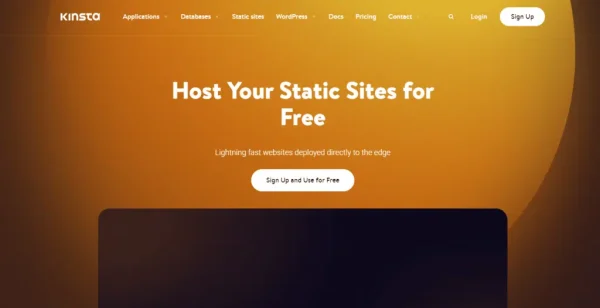 KINSTA Applications Databases Static sites WordPress Docs Pricing Contact Login Sign Up
Host Your Static Sites for
Free
Lightning fast websites deployed directly to the edge
Sign Up and Use for Free